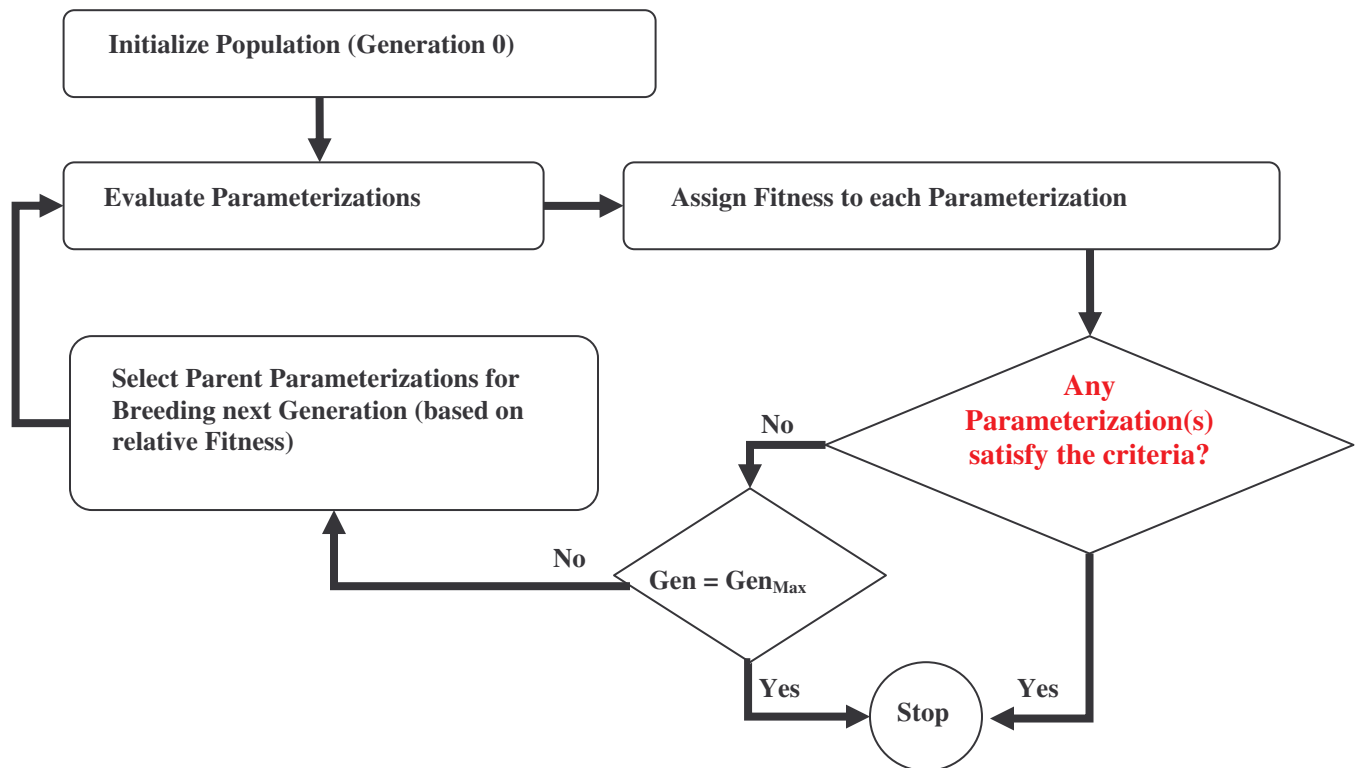 Initialize Population (Generation 0)
Evaluate Parameterizations
Assign Fitness to each Parameterization
Select Parent Parameterizations for
Breeding next Generation (based on
relative Fitness)
Any
Parameterization(s)
satisfy the criteria?
No
No
Gen = GenMax
Yes
Stop
Yes